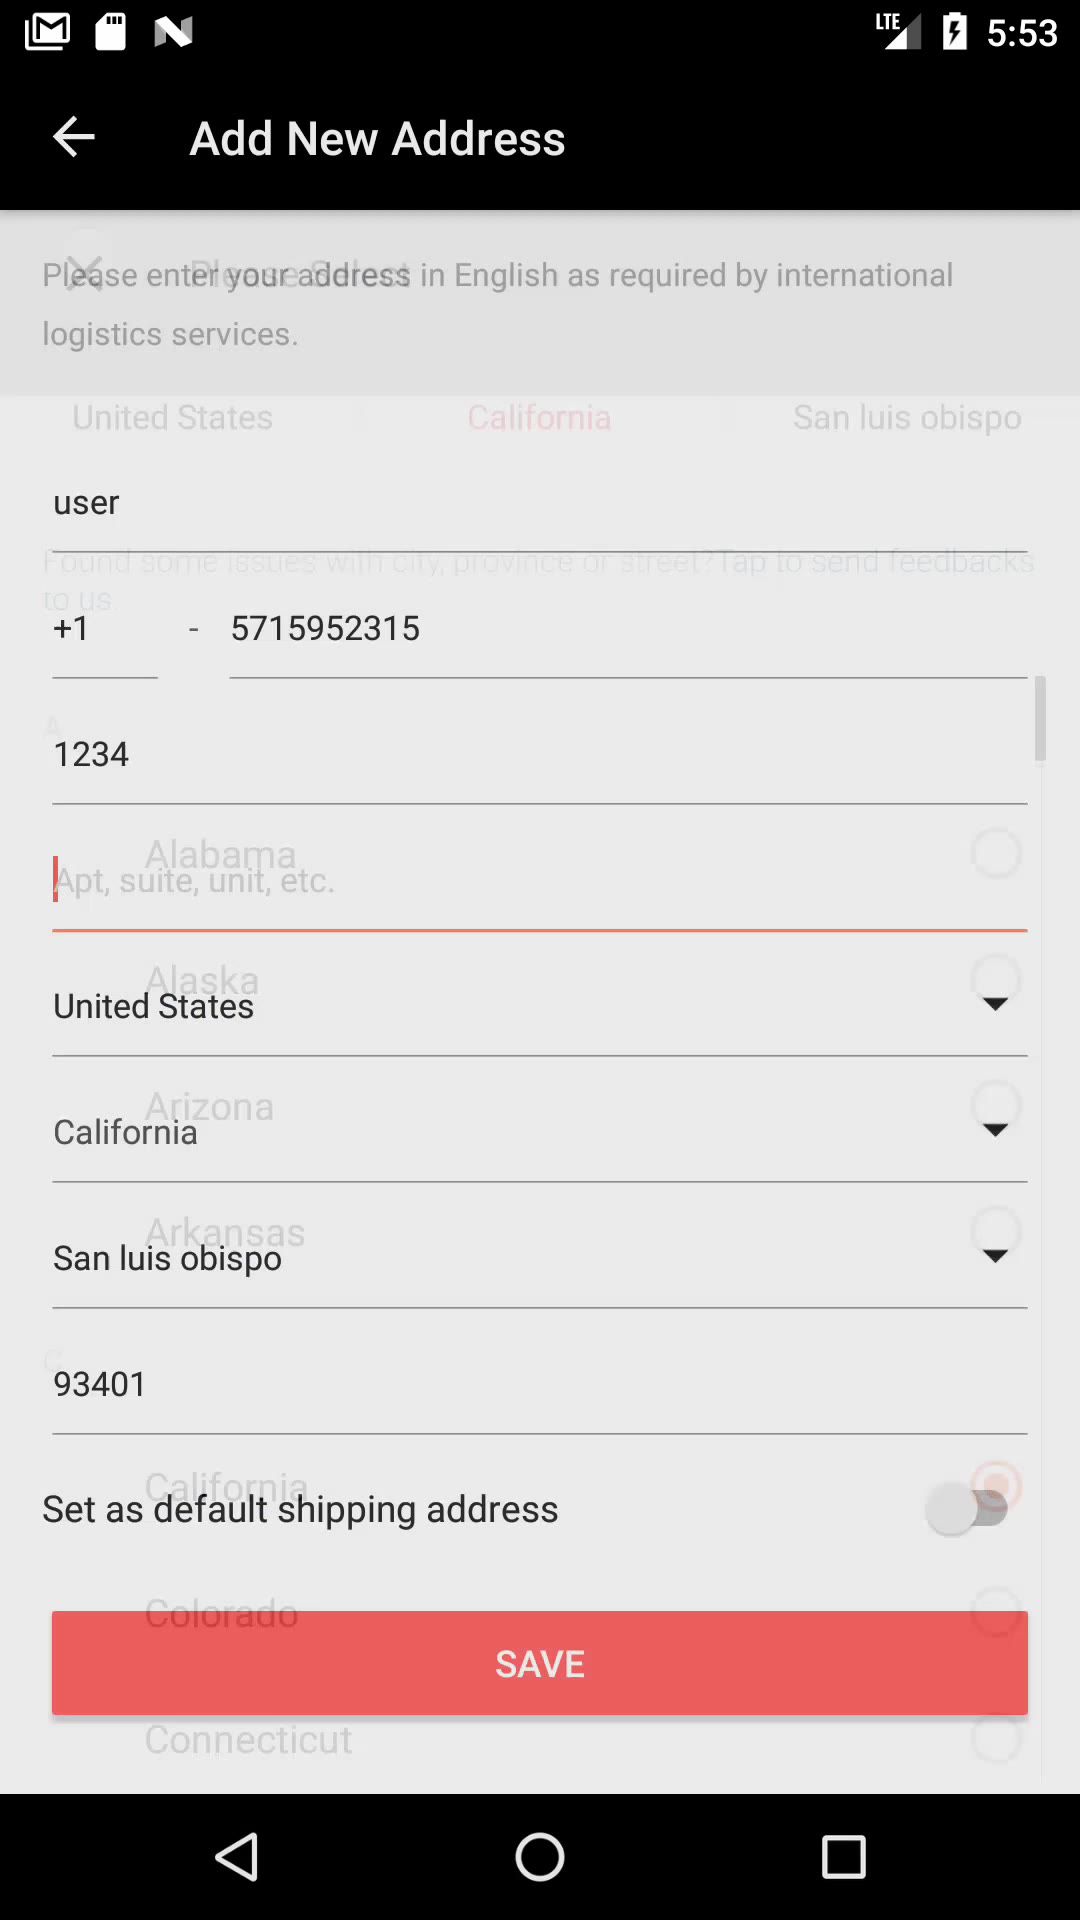 LTE 5:53
Add New Address
Please Select
Please enter your address in English as required by international
logistics services.
United States California San luis obispo
user
Found some issues with city, province or street?Tap to send feedbacks
to us.
+1 - 5715952315
A
1234
Alabama
Apt, suite, unit, etc.
Alaska
United States
Arizona
California
Arkansas
San luis obispo
C
93401
California
Set as default shipping address
Colorado
SAVE
Connecticut